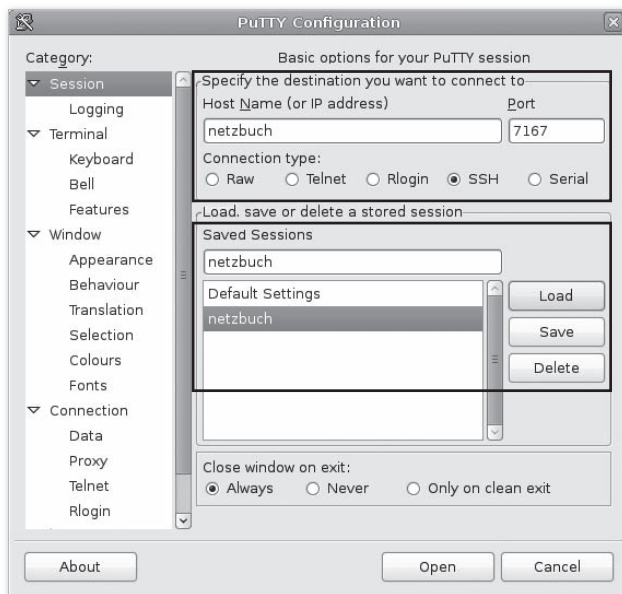 PuTTY Configuration
Category:
Session
Logging
Terminal
Keyboard
Bell
Features
Window
Appearance
Behaviour
Translation
Selection
Colours
Fonts
Connection
Data
Proxy
Telnet
Rlogin
Basic options for your PuTTY session
Specify the destination you want to connect to
Host Name (or IP address) Port
netzbuch 7167
Connection type:
Raw Telnet Rlogin SSH Serial
Load, save or delete a stored session
Saved Sessions
netzbuch
Default Settings
netzbuch
Load
Save
Delete
Close window on exit:
Always Never Only on clean exit
About Open Cancel